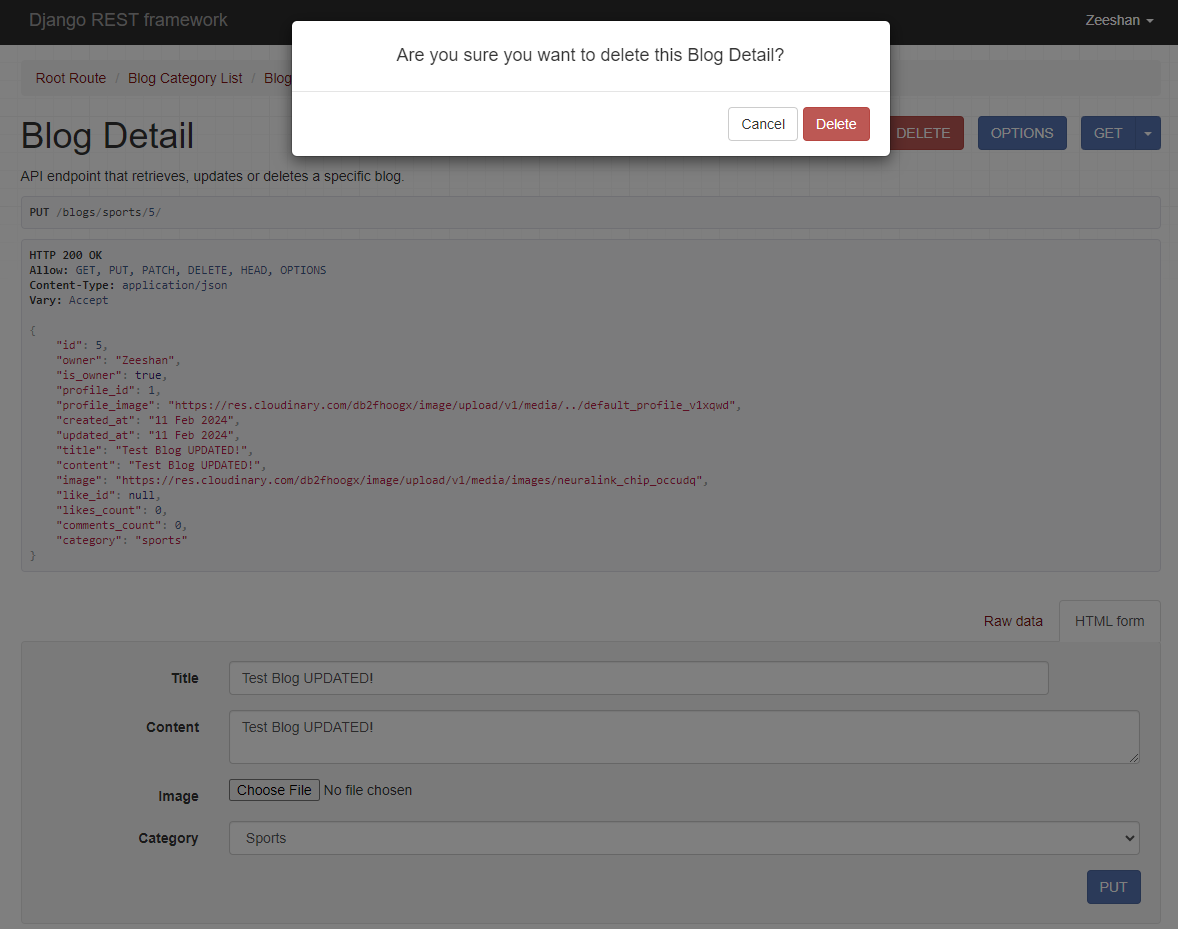 Django REST framework
Zeeshan
Are you sure you want to delete this Blog Detail?
Cancel
Delete
Root Route / Blog Category List / Blog
Blog Detail
DELETE
OPTIONS
GET
API endpoint that retrieves, updates or deletes a specific blog.
PUT /blogs/sports/5/
HTTP 200 OK
Allow: GET, PUT, PATCH, DELETE, HEAD, OPTIONS
Content-Type: application/json
Vary: Accept
{
"id": 5,
"owner": "Zeeshan",
"is_owner": true,
"profile_id": 1,
"profile_image": "https://res.cloudinary.com/db2fhoogx/image/upload/v1/media/../default_profile_v1xqwd",
"created_at": "11 Feb 2024",
"updated_at": "11 Feb 2024",
"title": "Test Blog UPDATED!",
"content": "Test Blog UPDATED!",
"image": "https://res.cloudinary.com/db2fhoogx/image/upload/v1/media/images/neuralink_chip_occudq",
"like_id": null,
"likes_count": 0,
"comments_count": 0,
"category": "sports"
}
Raw data
HTML form
Title
Test Blog UPDATED!
Content
Test Blog UPDATED!
Image
Choose File No file chosen
Category
Sports
PUT